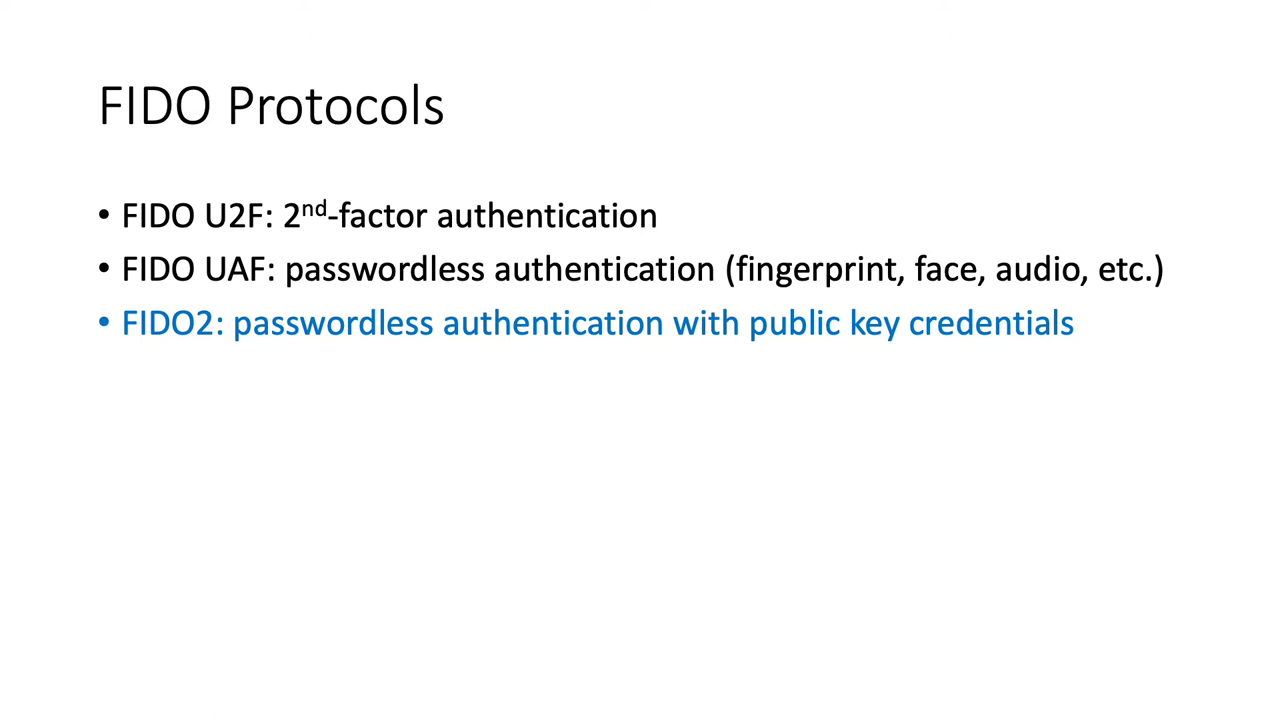 FIDO Protocols
• FIDO U2F: 2nd-factor authentication
• FIDO UAF: passwordless authentication (fingerprint, face, audio, etc.)
• FIDO2: passwordless authentication with public key credentials